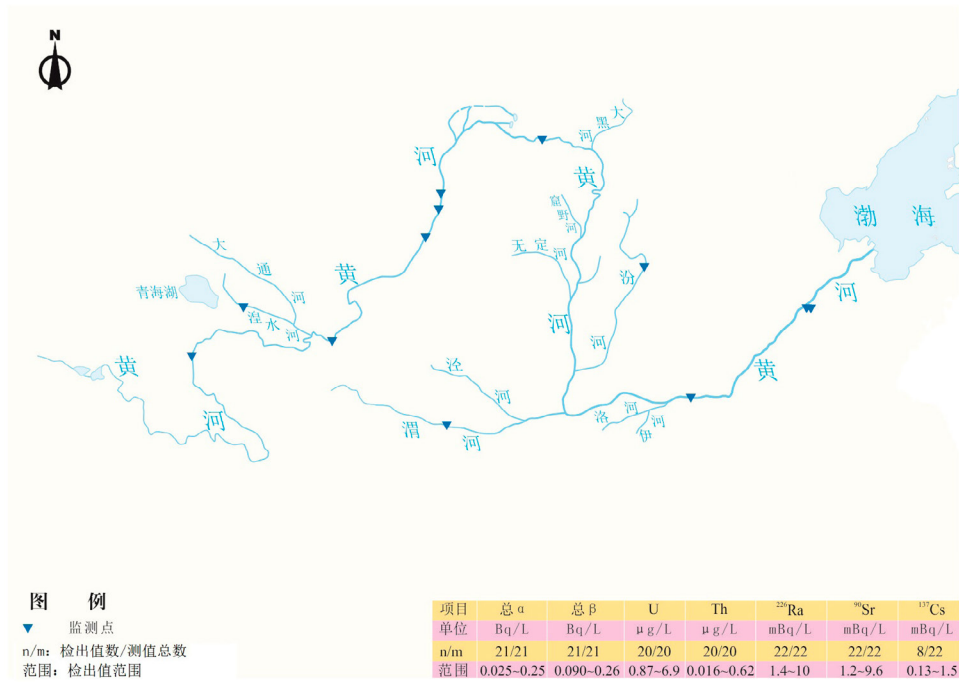 N
大
黑
河
河
黄
窟
野
河
渤 海
大
通
河
无 定 河
汾
河
黄
青海湖
湟 水 河
河
河
黄
河
泾
河
黄
渭 河
洛 河
伊 河
图 例
监测点
n/m: 检出值数/测值总数
范围: 检出值范围
项目 总 α 总 β U Th ²²⁶Ra ⁹⁰Sr ¹³⁷Cs
单位 Bq/L Bq/L μg/L μg/L mBq/L mBq/L mBq/L
n/m 21/21 21/21 20/20 20/20 22/22 22/22 8/22
范围 0.025~0.25 0.090~0.26 0.87~6.9 0.016~0.62 1.4~10 1.2~9.6 0.13~1.5